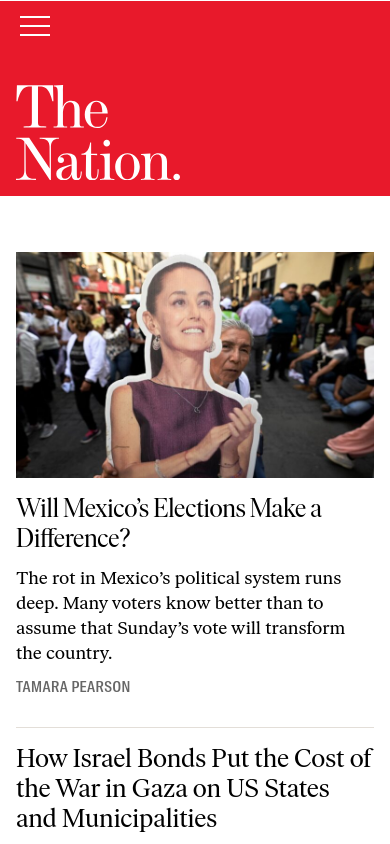 The
Nation.
Will Mexico’s Elections Make a
Difference?
The rot in Mexico’s political system runs
deep. Many voters know better than to
assume that Sunday’s vote will transform
the country.
TAMARA PEARSON
How Israel Bonds Put the Cost of
the War in Gaza on US States
and Municipalities